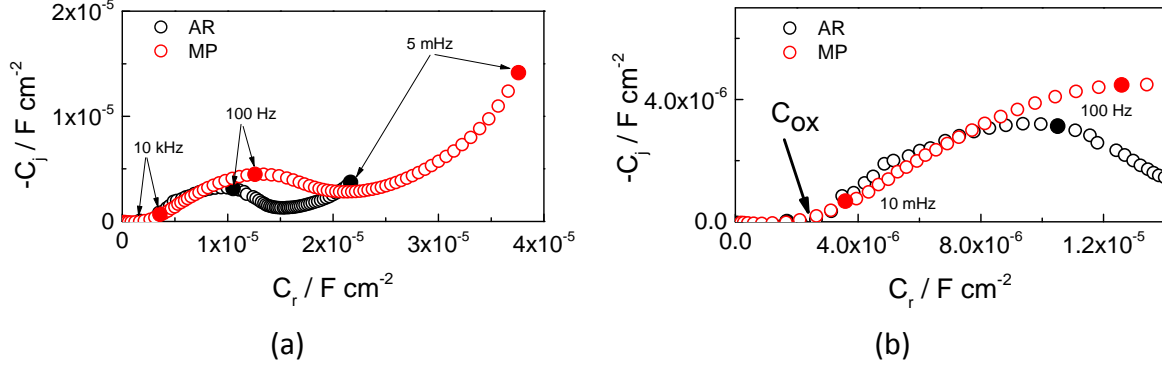 2x10⁻⁵
1x10⁻⁵
0
-Cⱼ / F cm⁻²
AR
MP
5 mHz
100 Hz
10 kHz
0
1x10⁻⁵
2x10⁻⁵
3x10⁻⁵
4x10⁻⁵
Cᵣ / F cm⁻²
(a)
4.0x10⁻⁶
0.0
-Cⱼ / F cm⁻²
AR
MP
C_OX
100 Hz
10 mHz
0.0
4.0x10⁻⁶
8.0x10⁻⁶
1.2x10⁻⁵
Cᵣ / F cm⁻²
(b)